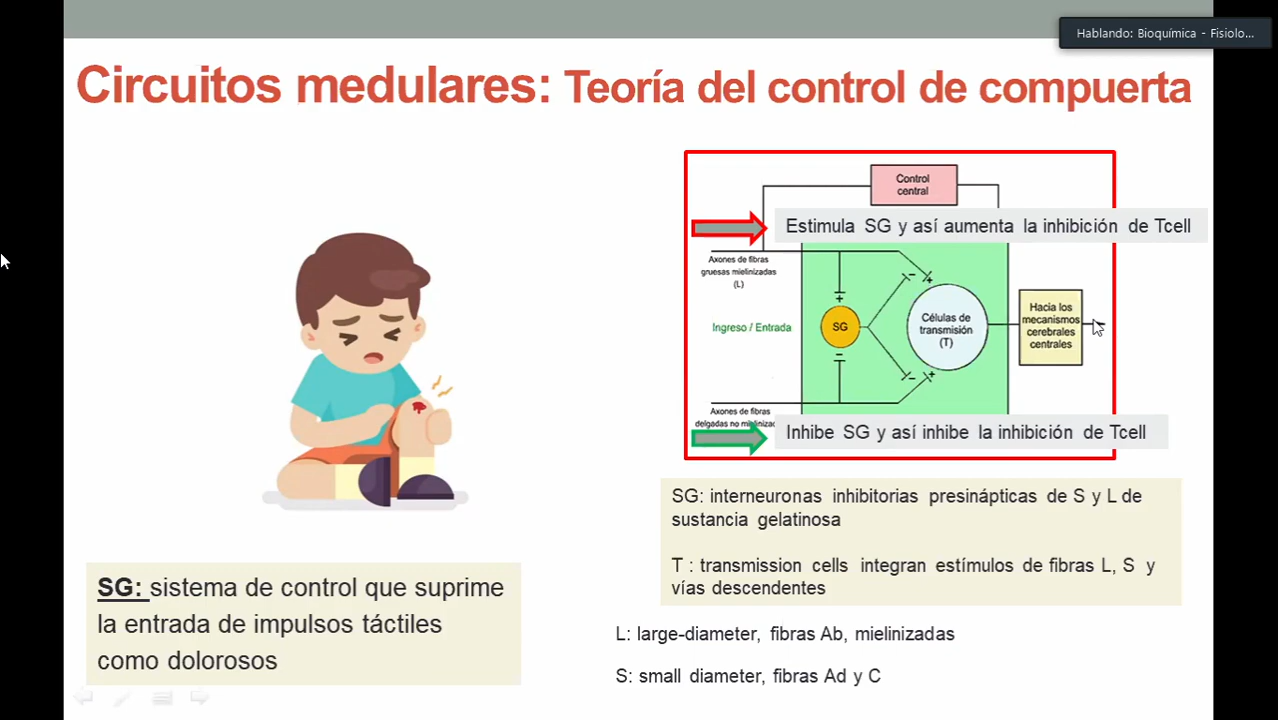 Hablando: Bioquímica - Fisiolo...
Circuitos medulares: Teoría del control de compuerta
Control
central
Estimula SG y así aumenta la inhibición de Tcell
Axones de fibras
gruesas mielinizadas
(L)
Ingreso / Entrada
+
SG
–
–
+
Células de
transmisión
(T)
–
+
Hacia los
mecanismos
cerebrales
centrales
Axones de fibras
delgadas no
Inhibe SG y así inhibe la inhibición de Tcell
SG: interneuronas inhibitorias presinápticas de S y L de
sustancia gelatinosa
T : transmission cells integran estímulos de fibras L, S y
vías descendentes
SG: sistema de control que suprime
la entrada de impulsos táctiles
como dolorosos
L: large-diameter, fibras Ab, mielinizadas
S: small diameter, fibras Ad y C